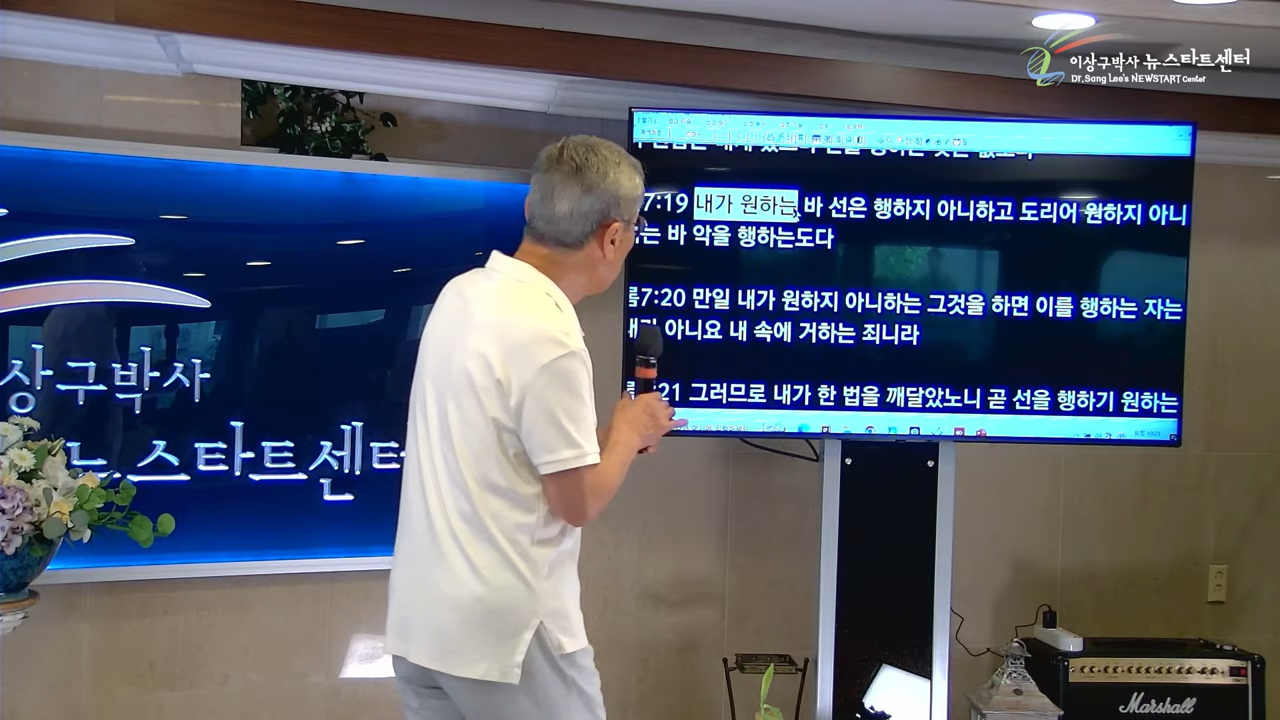 이상구박사 뉴스타트센터
Dr. Sang Lee's NEWSTART Center
7:19 내가 원하는 바 선은 행하지 아니하고 도리어 원하지 아니
는 바 악을 행하는도다
롬7:20 만일 내가 원하지 아니하는 그것을 하면 이를 행하는 자는
내가 아니요 내 속에 거하는 죄니라
21 그러므로 내가 한 법을 깨달았노니 곧 선을 행하기 원하는
상구박사
뉴스타트센터
Marshall